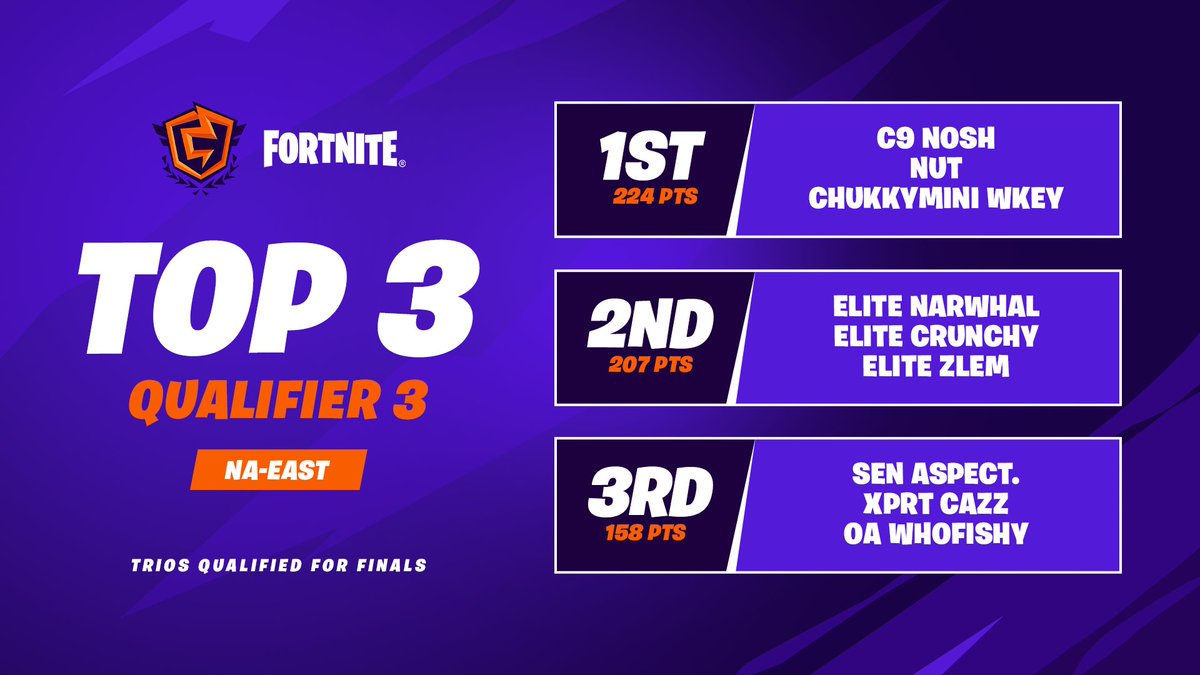 FORTNITE®
TOP 3
QUALIFIER 3
NA-EAST
TRIOS QUALIFIED FOR FINALS
1ST
224 PTS
C9 NOSH
NUT
CHUKKYMINI WKEY
2ND
207 PTS
ELITE NARWHAL
ELITE CRUNCHY
ELITE ZLEM
3RD
158 PTS
SEN ASPECT.
XPRT CAZZ
OA WHOFISHY